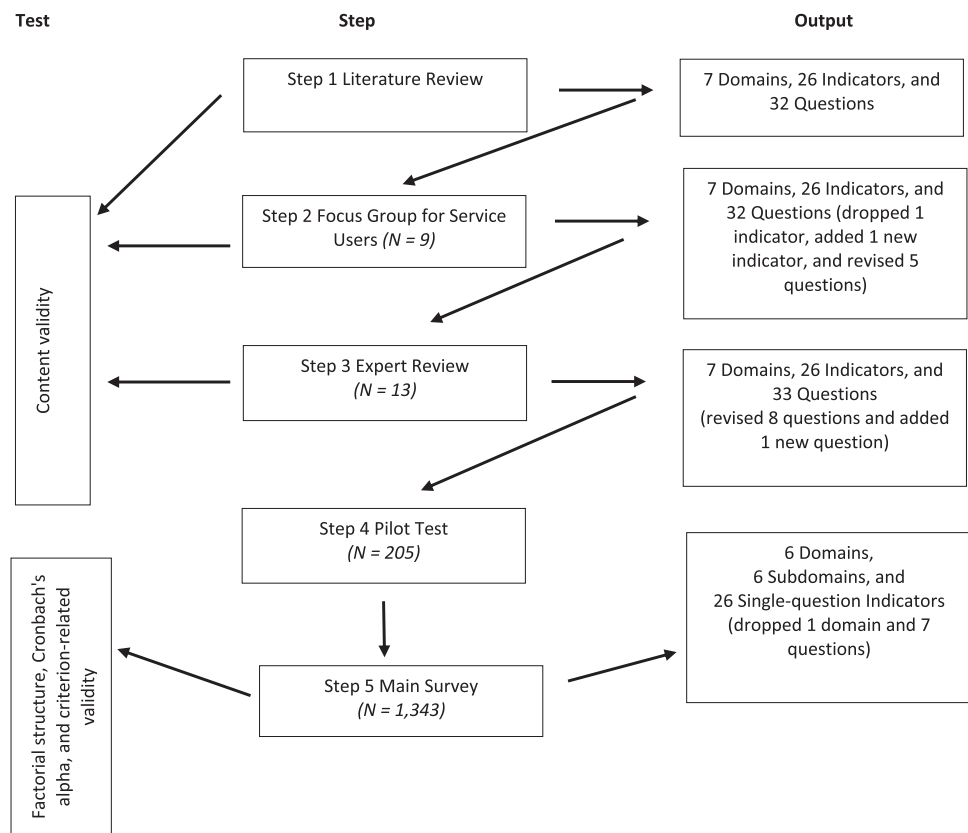 Test
Step
Output
Step 1 Literature Review
7 Domains, 26 Indicators, and
32 Questions
Step 2 Focus Group for Service
Users (N = 9)
7 Domains, 26 Indicators, and
32 Questions (dropped 1
indicator, added 1 new
indicator, and revised 5
questions)
Content validity
Step 3 Expert Review
(N = 13)
7 Domains, 26 Indicators, and
33 Questions
(revised 8 questions and added
1 new question)
Step 4 Pilot Test
(N = 205)
6 Domains,
6 Subdomains, and
26 Single-question Indicators
(dropped 1 domain and 7
questions)
Factorial structure, Cronbach's
alpha, and criterion-related
validity
Step 5 Main Survey
(N = 1,343)